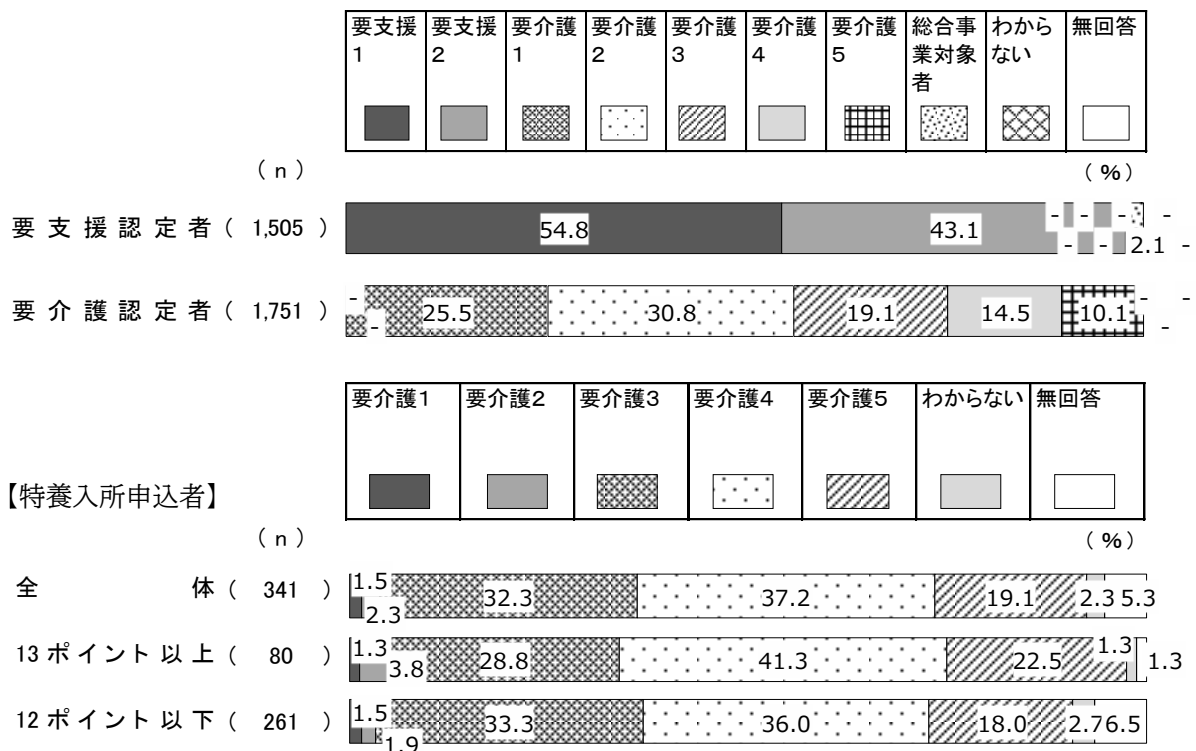 要支援1 要支援2 要介護1 要介護2 要介護3 要介護4 要介護5 総合事業対象者 わからない 無回答
（n） （%）
要支援認定者（ 1,505 ） 54.8 43.1 - - - - - 2.1 - -
要介護認定者（ 1,751 ） - - 25.5 30.8 19.1 14.5 10.1 - - -
要介護1 要介護2 要介護3 要介護4 要介護5 わからない 無回答
【特養入所申込者】
（n） （%）
全体（ 341 ） 1.5 2.3 32.3 37.2 19.1 2.3 5.3
13ポイント以上（ 80 ） 1.3 3.8 28.8 41.3 22.5 1.3 1.3
12ポイント以下（ 261 ） 1.5 1.9 33.3 36.0 18.0 2.7 6.5